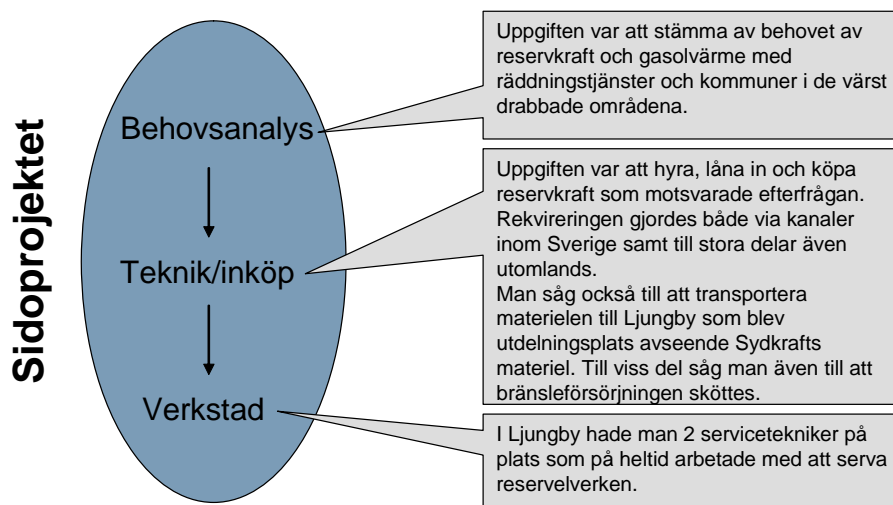 Sidoprojektet
Behovsanalys
Uppgiften var att stämma av behovet av
reservkraft och gasolvärme med
räddningstjänster och kommuner i de värst
drabbade områdena.
Teknik/inköp
Uppgiften var att hyra, låna in och köpa
reservkraft som motsvarade efterfrågan.
Rekvireringen gjordes både via kanaler
inom Sverige samt till stora delar även
utomlands.
Man såg också till att transportera
materielen till Ljungby som blev
utdelningsplats avseende Sydkrafts
materiel. Till viss del såg man även till att
bränsleförsörjningen sköttes.
Verkstad
I Ljungby hade man 2 servicetekniker på
plats som på heltid arbetade med att serva
reservelverken.